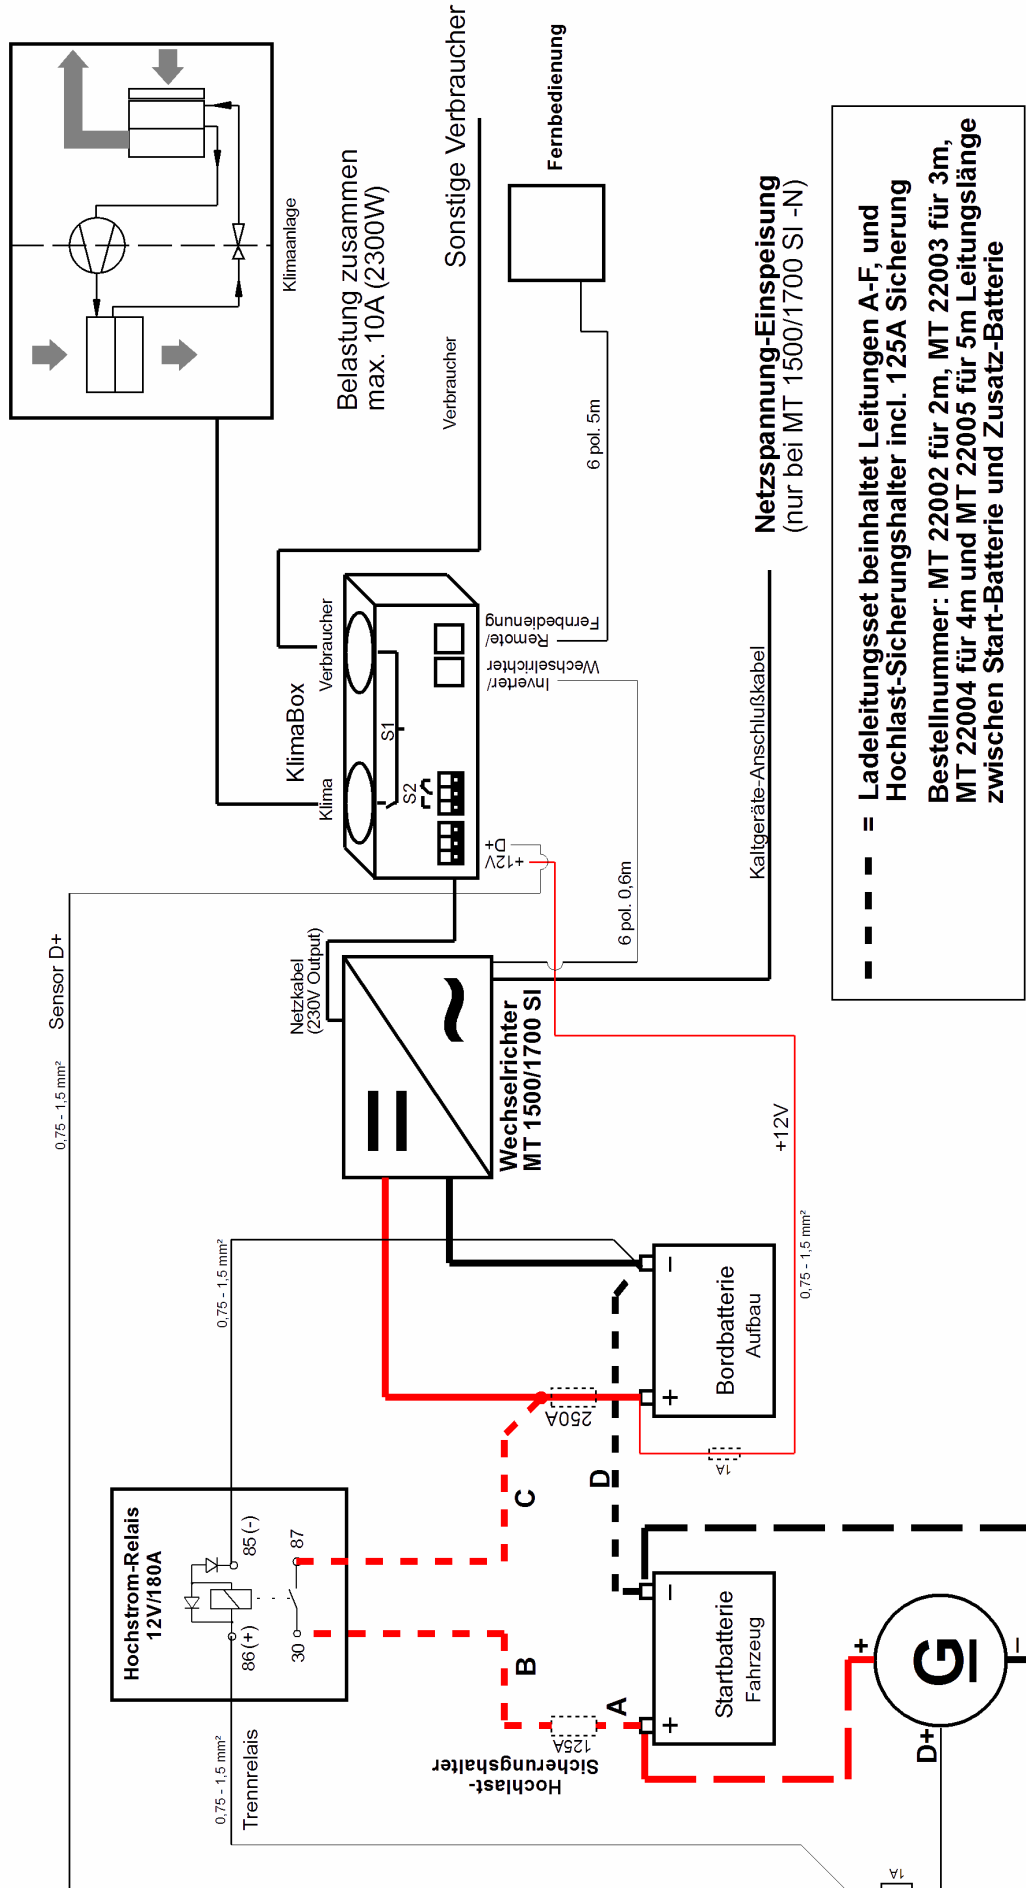 Hochstrom-Relais
12V/180A
86(+)
85(-)
30
87
0,75 - 1,5 mm²
Trennrelais
0,75 - 1,5 mm²
Sensor D+
0,75 - 1,5 mm²
Hochlast-
Sicherungshalter
125A
A
B
C
D
250A
Startbatterie
Fahrzeug
+
−
Bordbatterie
Aufbau
+
−
1A
0,75 - 1,5 mm²
+12V
G
+
−
D+
1A
Wechselrichter
MT 1500/1700 SI
=
~
Netzkabel
(230V Output)
KlimaBox
Klima
Verbraucher
S1
S2
+12V
D+
Inverter/
Wechselrichter
Remote/
Fernbedienung
6 pol. 0,6m
6 pol. 5m
Kaltgeräte-Anschlußkabel
Netzspannung-Einspeisung
(nur bei MT 1500/1700 SI -N)
Klimaanlage
Belastung zusammen
max. 10A (2300W)
Verbraucher
Sonstige Verbraucher
Fernbedienung
= Ladeleitungsset beinhaltet Leitungen A-F, und
Hochlast-Sicherungshalter incl. 125A Sicherung
Bestellnummer: MT 22002 für 2m, MT 22003 für 3m,
MT 22004 für 4m und MT 22005 für 5m Leitungslänge
zwischen Start-Batterie und Zusatz-Batterie